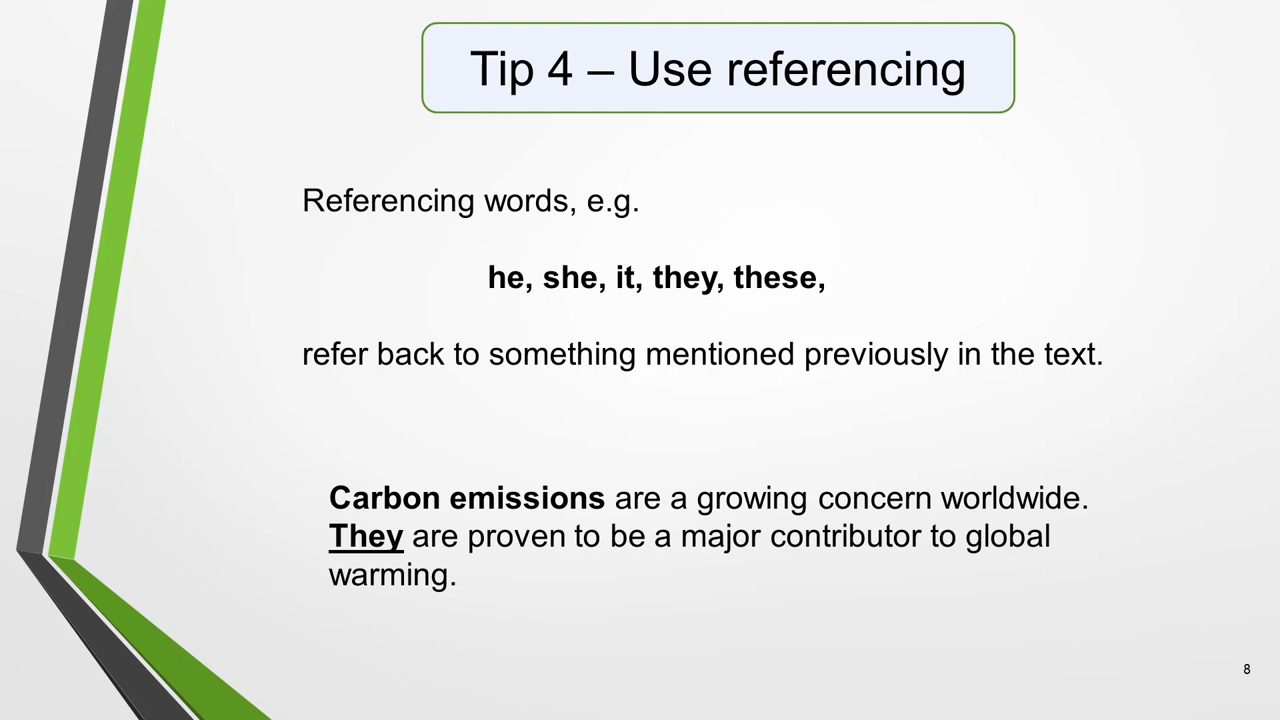 Tip 4 – Use referencing
Referencing words, e.g.
he, she, it, they, these,
refer back to something mentioned previously in the text.
Carbon emissions are a growing concern worldwide.
They are proven to be a major contributor to global
warming.
8